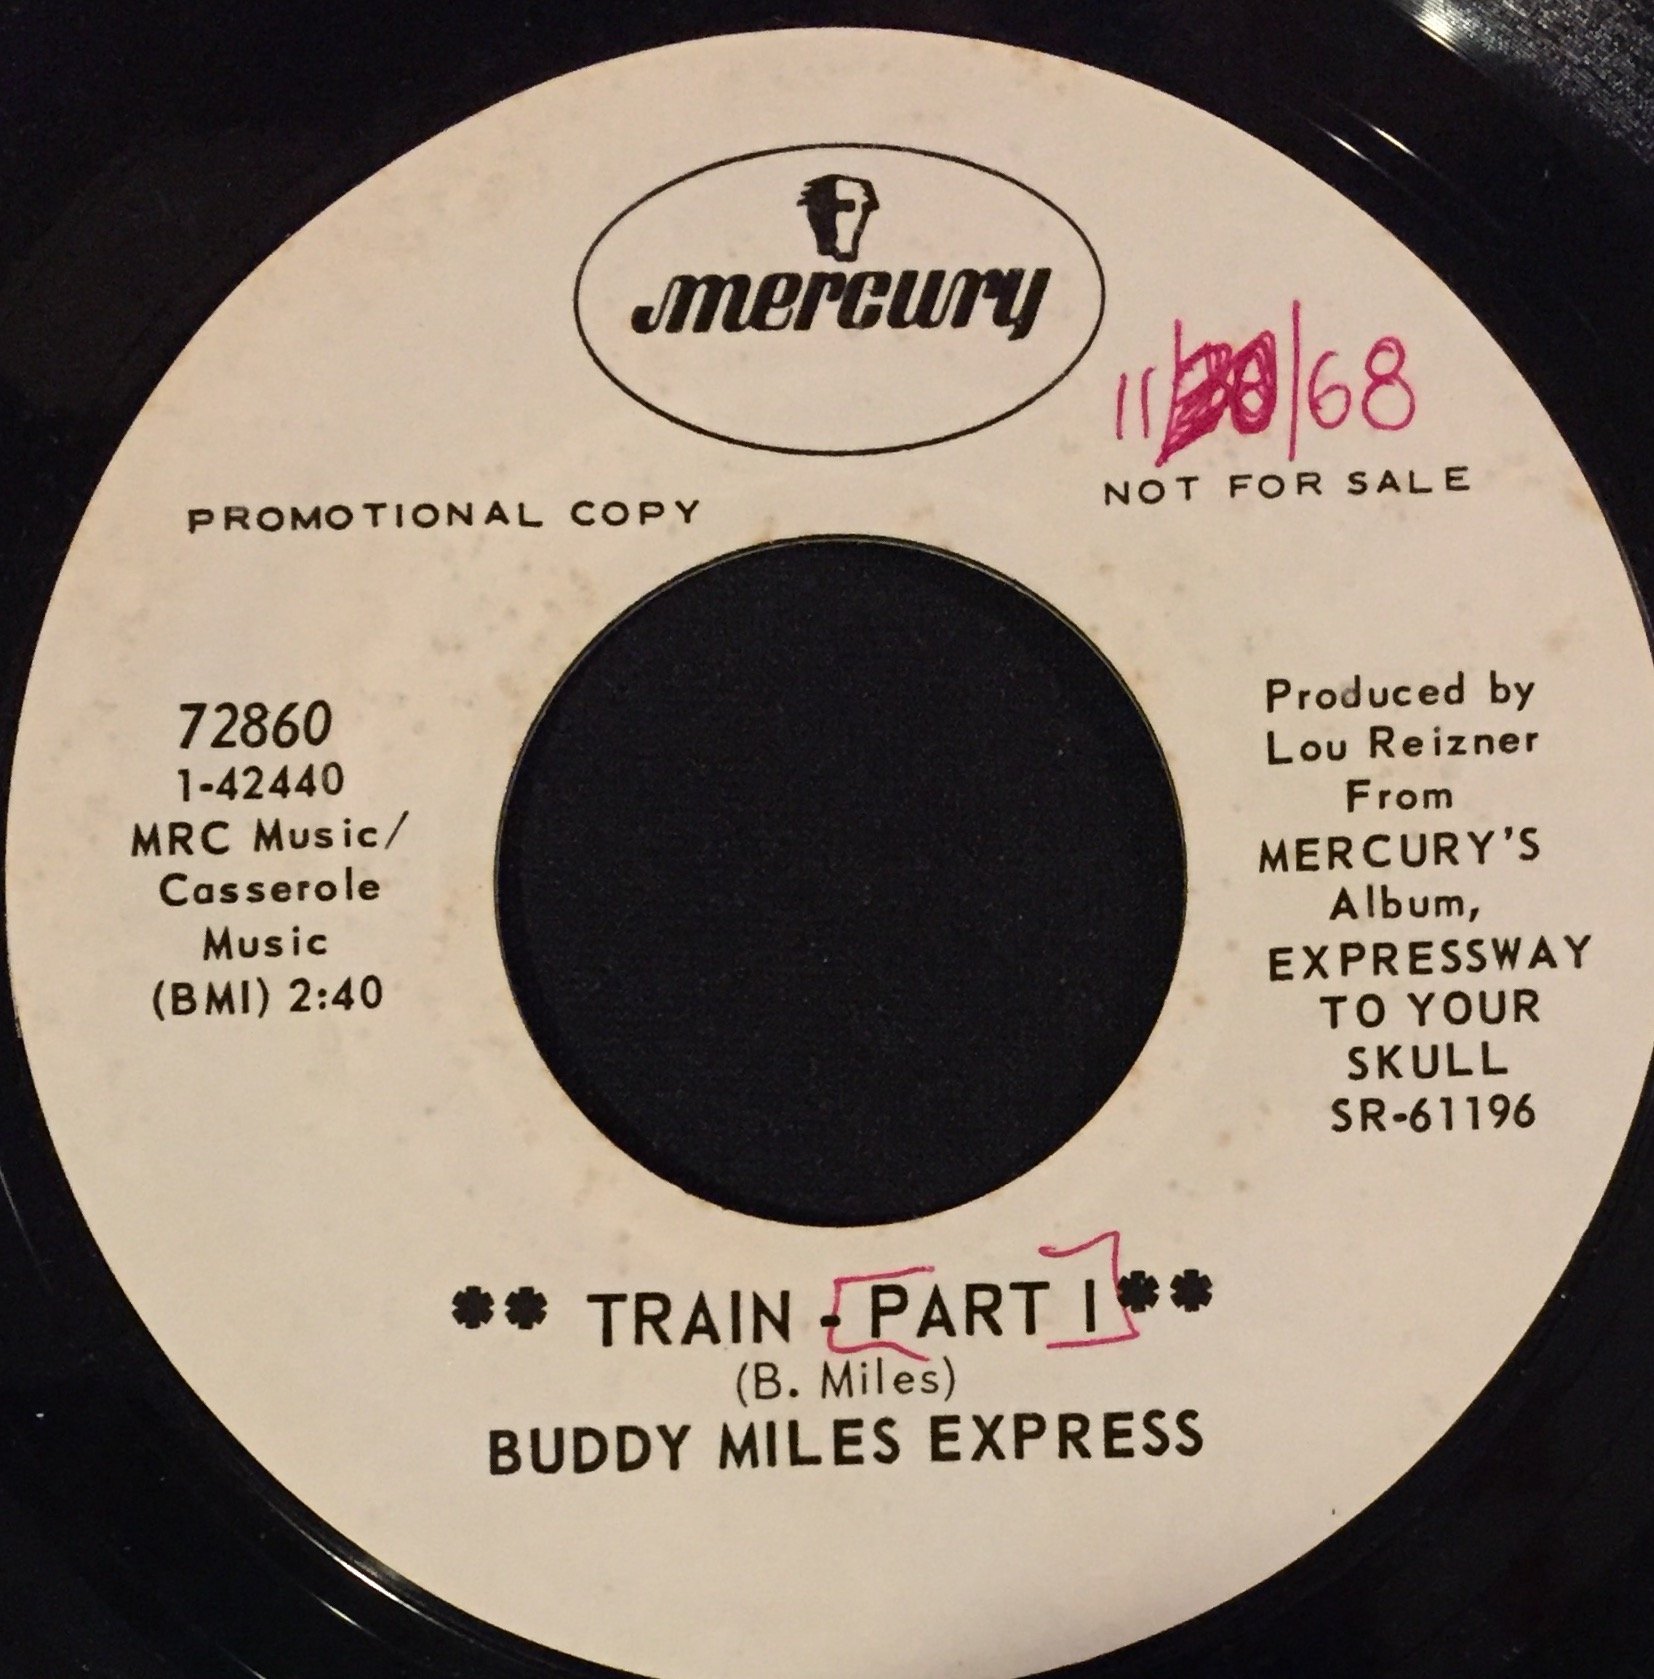 mercury
11/30/68
NOT FOR SALE
PROMOTIONAL COPY
72860
1-42440
MRC Music/
Casserole
Music
(BMI) 2:40
Produced by
Lou Reizner
From
MERCURY'S
Album,
EXPRESSWAY
TO YOUR
SKULL
SR-61196
** TRAIN - PART I **
(B. Miles)
BUDDY MILES EXPRESS